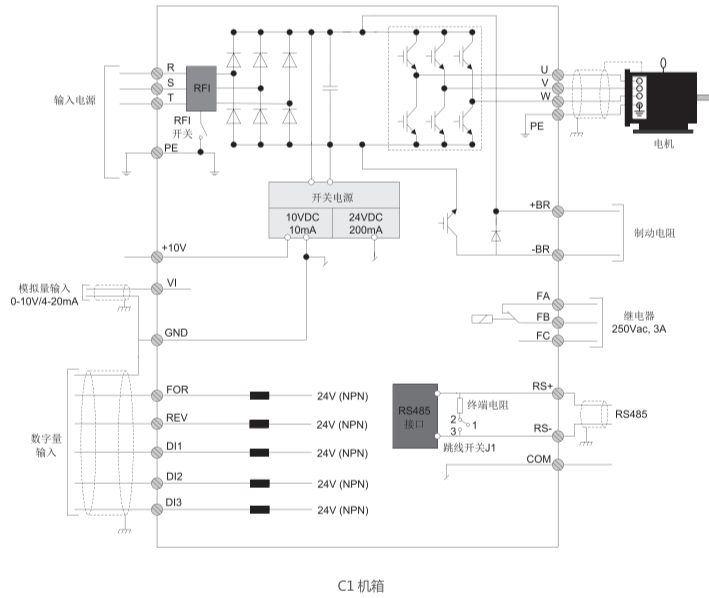 R
S
T
RFI
输入电源
RFI
开关
PE
U
V
W
PE
电机
开关电源
10VDC
10mA
24VDC
200mA
+BR
-BR
制动电阻
+10V
VI
模拟量输入
0-10V/4-20mA
GND
FA
FB
FC
继电器
250Vac, 3A
FOR
24V (NPN)
REV
24V (NPN)
数字量
输入
DI1
24V (NPN)
DI2
24V (NPN)
DI3
24V (NPN)
RS485
接口
终端电阻
2
1
3
跳线开关J1
RS+
RS-
RS485
COM
C1 机箱